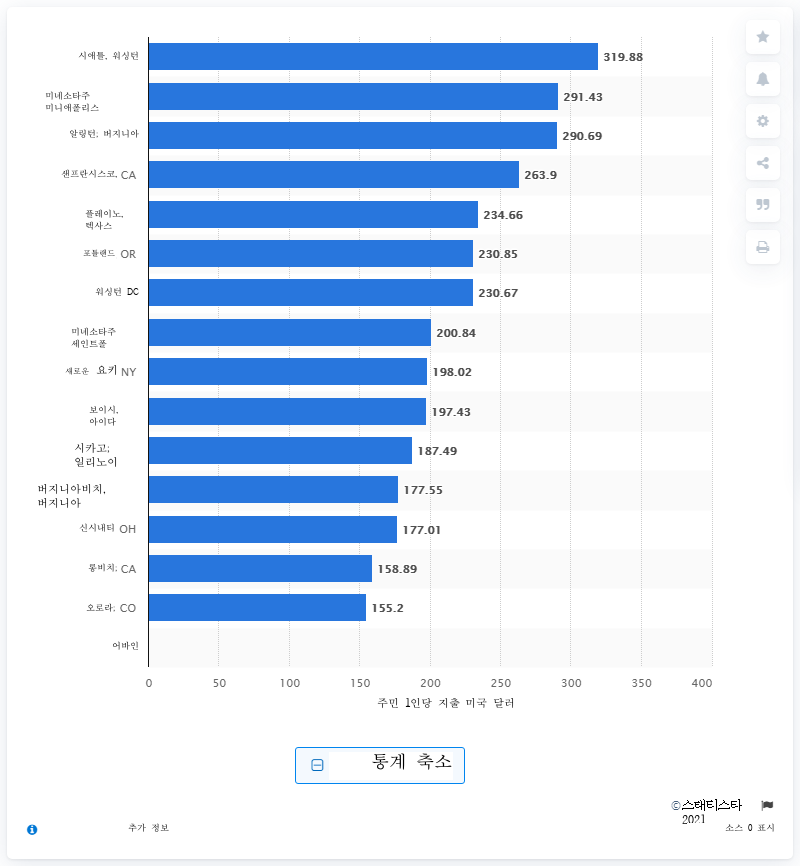 시애틀, 워싱턴
319.88
미네소타주
미니애폴리스
291.43
알링턴; 버지니아
290.69
샌프란시스코, CA
263.9
플레이노,
텍사스
234.66
포틀랜드 OR
230.85
워싱턴 DC
230.67
미네소타주
세인트폴
200.84
새로운 요키 NY
198.02
보이시,
아이다
197.43
시카고;
일리노이
187.49
버지니아비치,
버지니아
177.55
신시내티 OH
177.01
롱비치; CA
158.89
오로라; CO
155.2
어바인
0 50 100 150 200 250 300 350 400
주민 1인당 지출 미국 달러
통계 축소
©스태티스타
2021
추가 정보
소스 0 표시